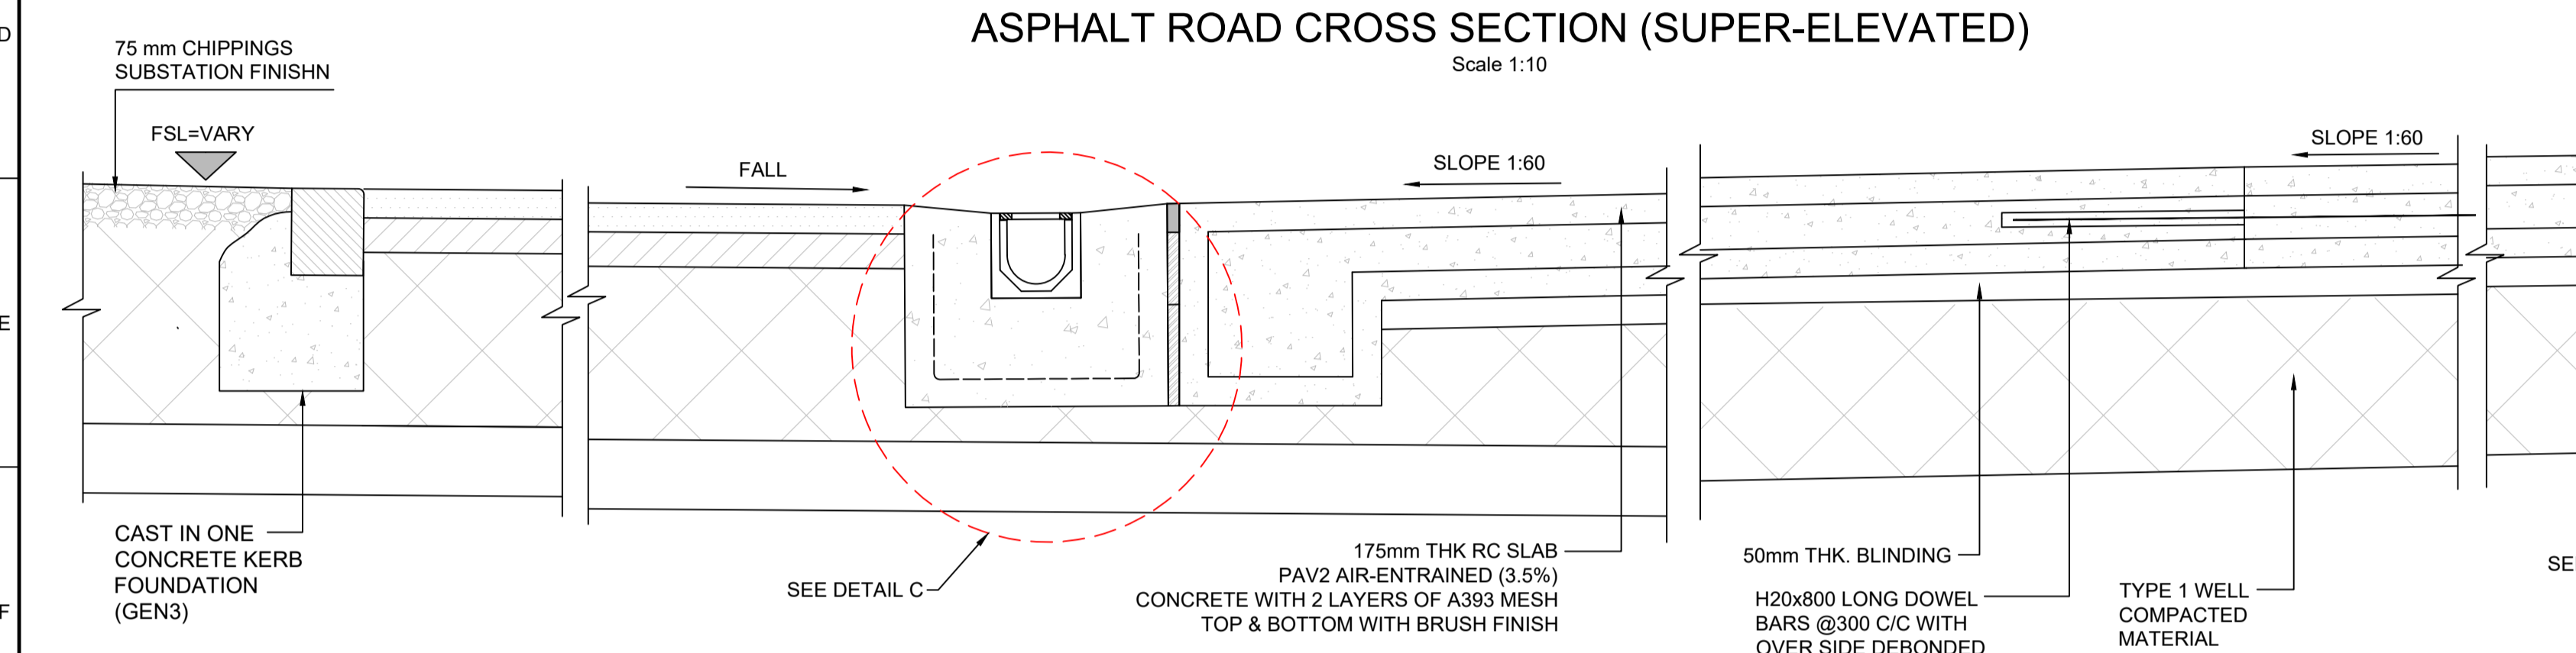 ASPHALT ROAD CROSS SECTION (SUPER-ELEVATED)
Scale 1:10
D
75 mm CHIPPINGS
SUBSTATION FINISHN
FSL=VARY
FALL
SLOPE 1:60
SLOPE 1:60
E
CAST IN ONE
CONCRETE KERB
FOUNDATION
(GEN3)
SEE DETAIL C
175mm THK RC SLAB
PAV2 AIR-ENTRAINED (3.5%)
CONCRETE WITH 2 LAYERS OF A393 MESH
TOP & BOTTOM WITH BRUSH FINISH
50mm THK. BLINDING
H20x800 LONG DOWEL
BARS @300 C/C WITH
OVER SIDE DEBONDED
TYPE 1 WELL
COMPACTED
MATERIAL
F